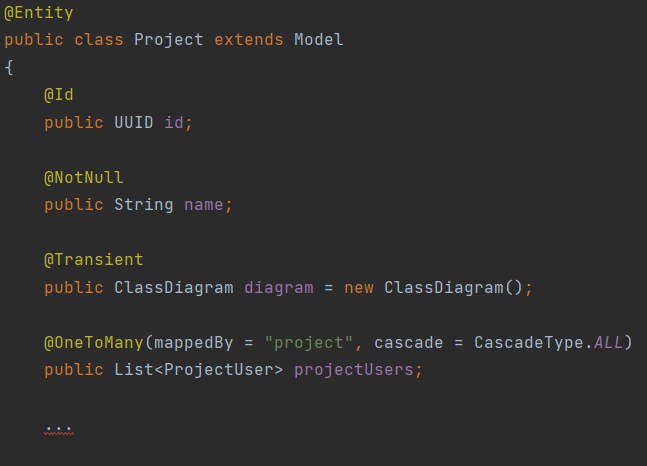 @Entity
public class Project extends Model
{
@Id
public UUID id;
@NotNull
public String name;
@Transient
public ClassDiagram diagram = new ClassDiagram();
@OneToMany(mappedBy = "project", cascade = CascadeType.ALL)
public List<ProjectUser> projectUsers;
...